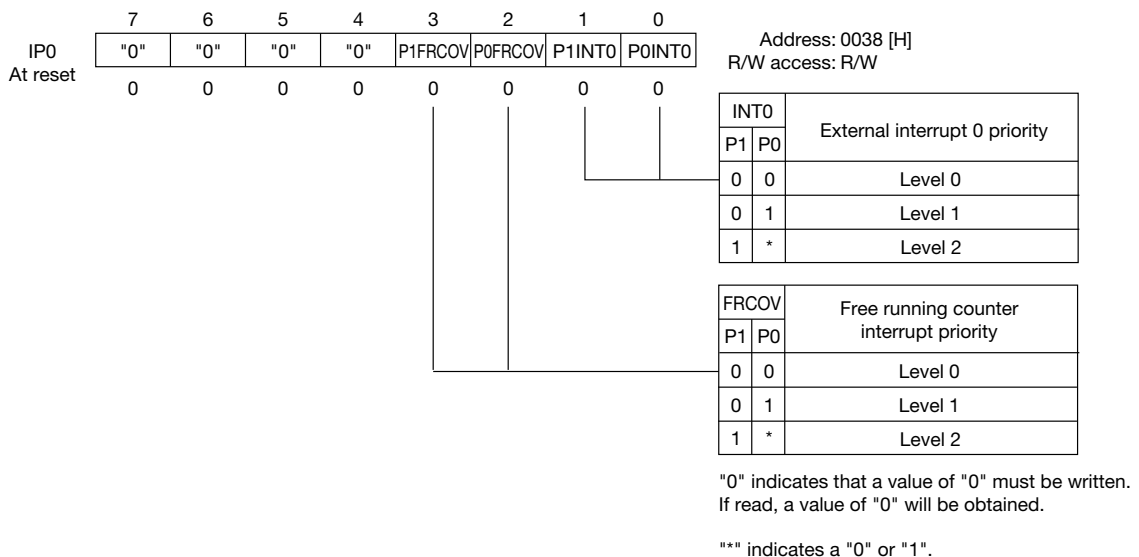 7 6 5 4 3 2 1 0
IP0 "0" "0" "0" "0" P1FRCOV P0FRCOV P1INT0 P0INT0
At reset 0 0 0 0 0 0 0 0
Address: 0038 [H]
R/W access: R/W
INT0 External interrupt 0 priority
P1 P0
0 0 Level 0
0 1 Level 1
1 * Level 2
FRCOV Free running counter
interrupt priority
P1 P0
0 0 Level 0
0 1 Level 1
1 * Level 2
"0" indicates that a value of "0" must be written.
If read, a value of "0" will be obtained.
"*" indicates a "0" or "1".